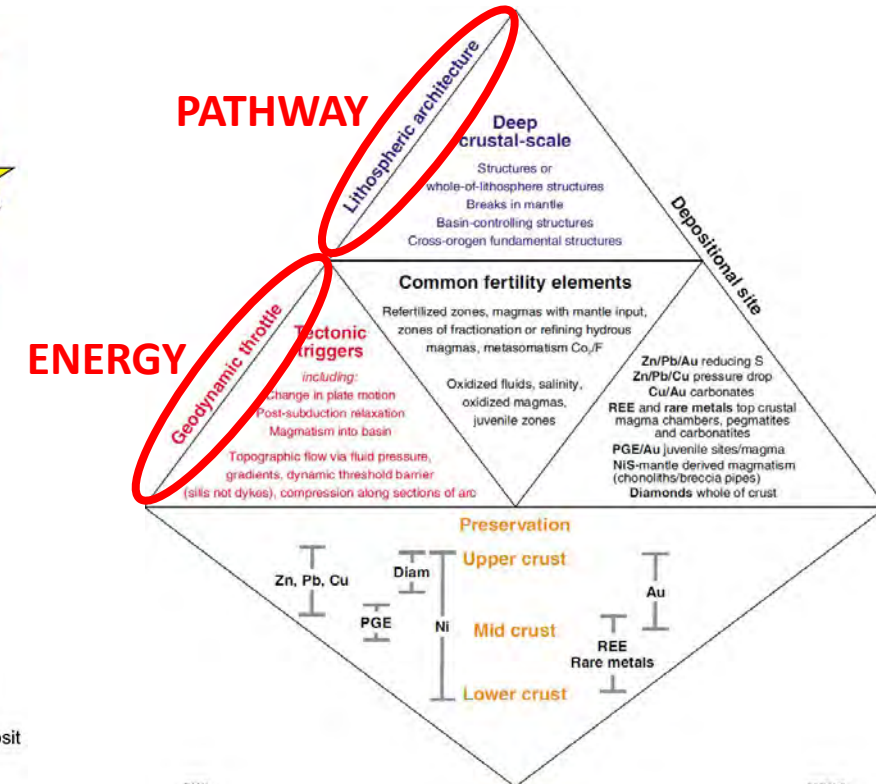 PATHWAY
Lithospheric architecture
Deep
crustal-scale
Structures or
whole-of-lithosphere structures
Breaks in mantle
Basin-controlling structures
Cross-orogen fundamental structures
Depositional site
ENERGY
Geodynamic throttle
Tectonic
triggers
including:
Change in plate motion
Post-subduction relaxation
Magmatism into basin
Topographic flow via fluid pressure,
gradients, dynamic threshold barrier
(sills not dykes), compression along sections of arc
Common fertility elements
Refertilized zones, magmas with mantle input,
zones of fractionation or refining hydrous
magmas, metasomatism Co₂/F
Oxidized fluids, salinity,
oxidized magmas,
juvenile zones
Zn/Pb/Au reducing S
Zn/Pb/Cu pressure drop
Cu/Au carbonates
REE and rare metals top crustal
magma chambers, pegmatites
and carbonatites
PGE/Au juvenile sites/magma
NiS-mantle derived magmatism
(chonoliths/breccia pipes)
Diamonds whole of crust
Preservation
Upper crust
Zn, Pb, Cu
Diam
Au
PGE
Ni
Mid crust
REE
Rare metals
Lower crust